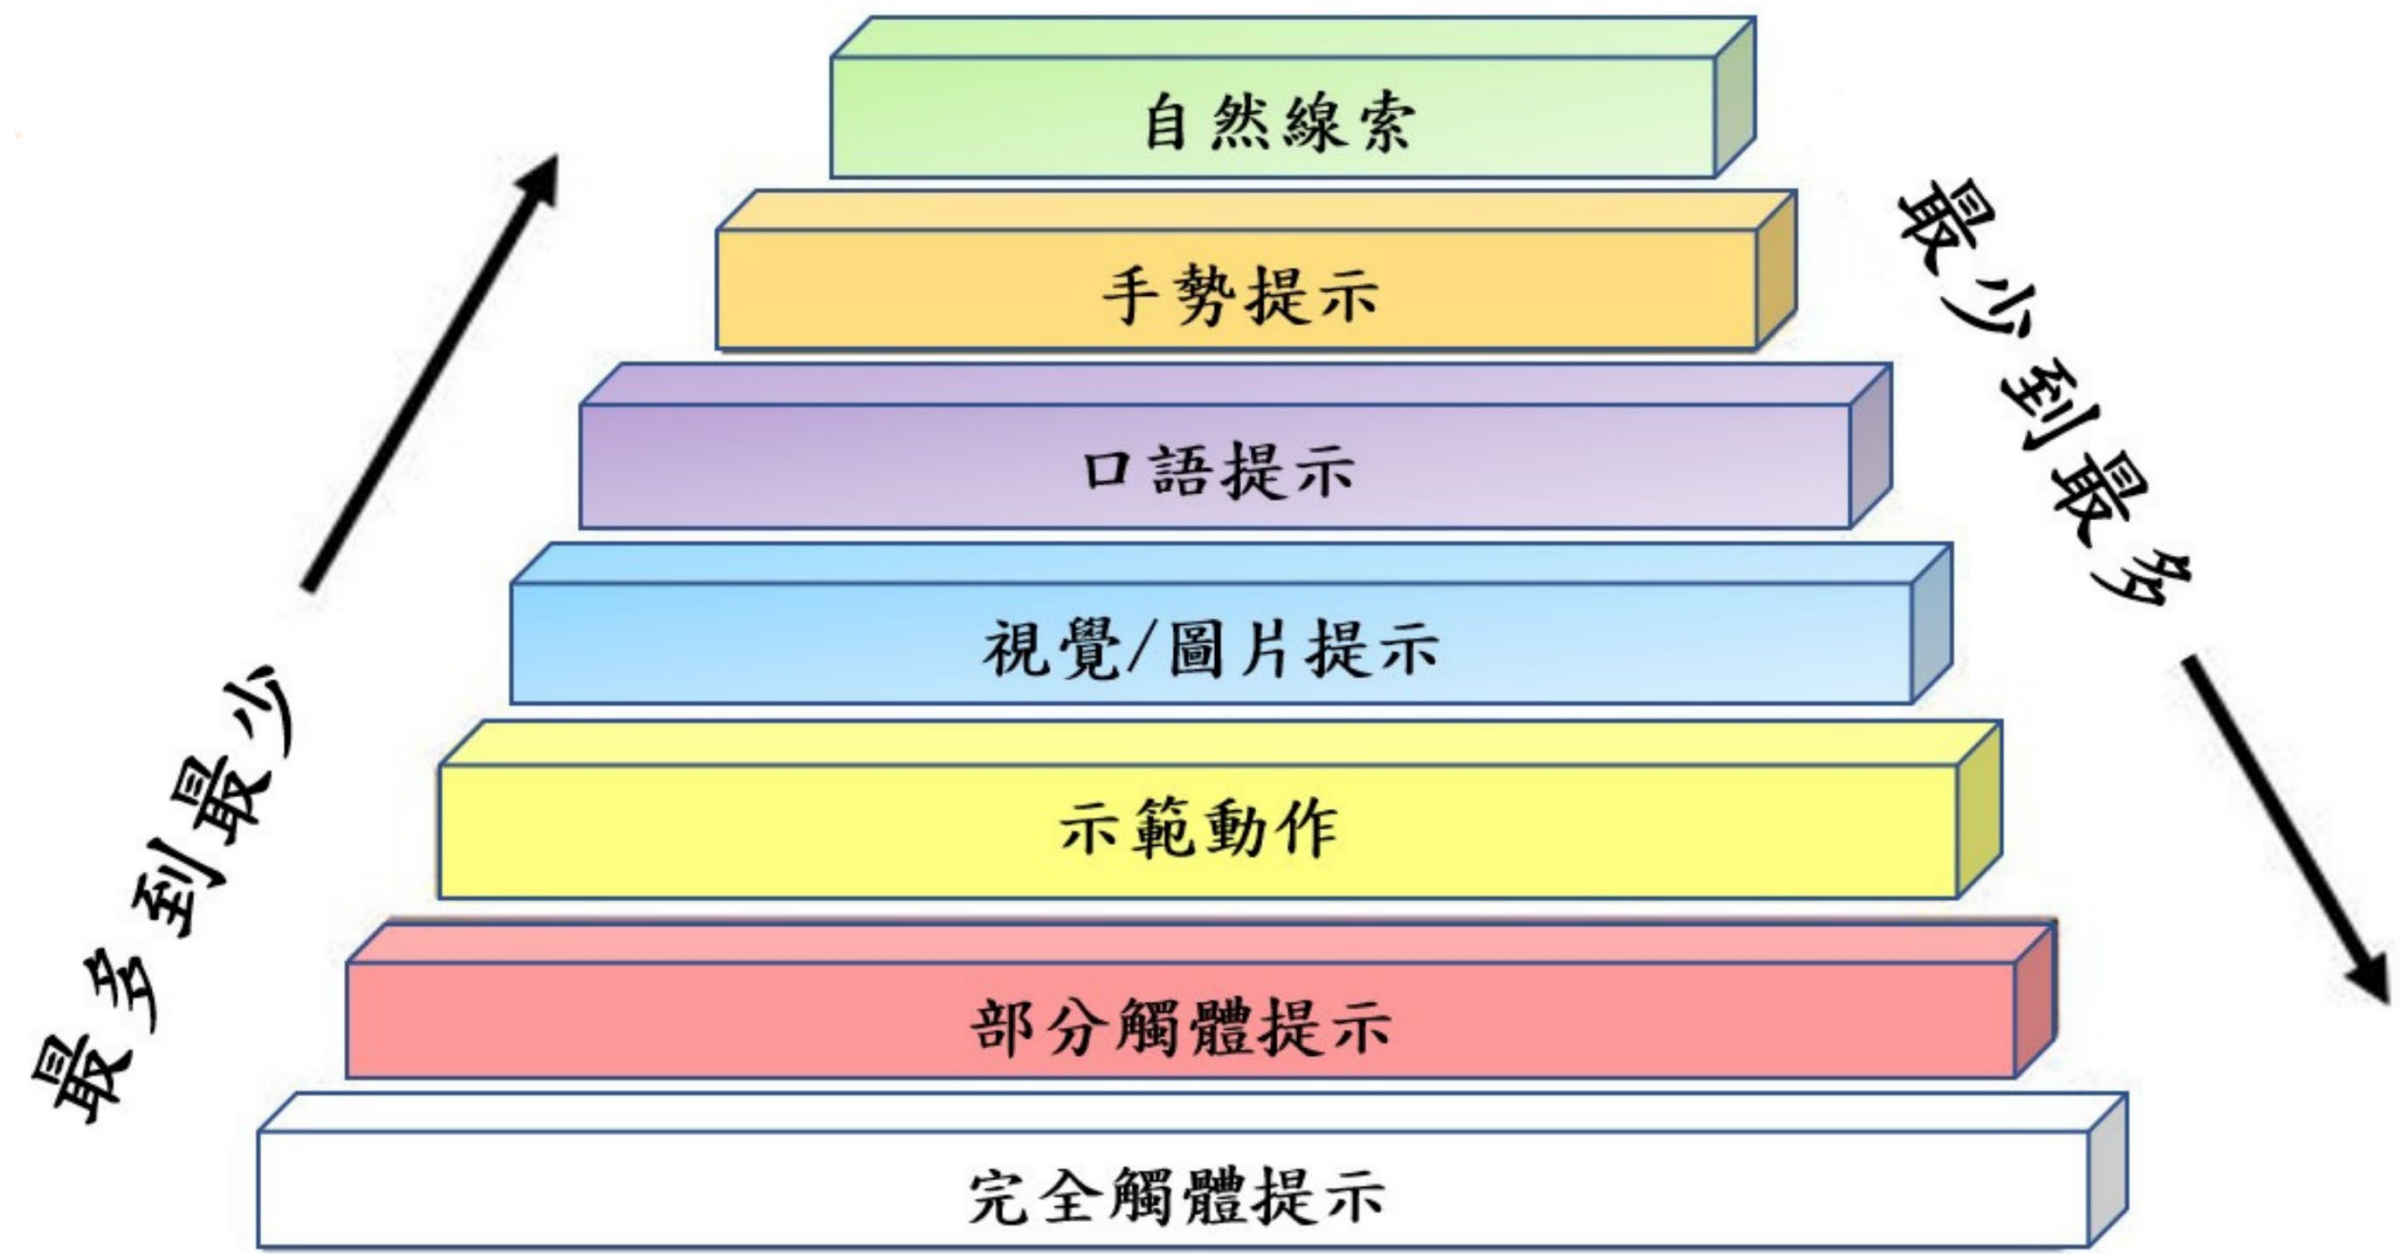 自然線索
手勢提示
口語提示
視覺/圖片提示
示範動作
部分觸體提示
完全觸體提示
最多到最少
最少到最多